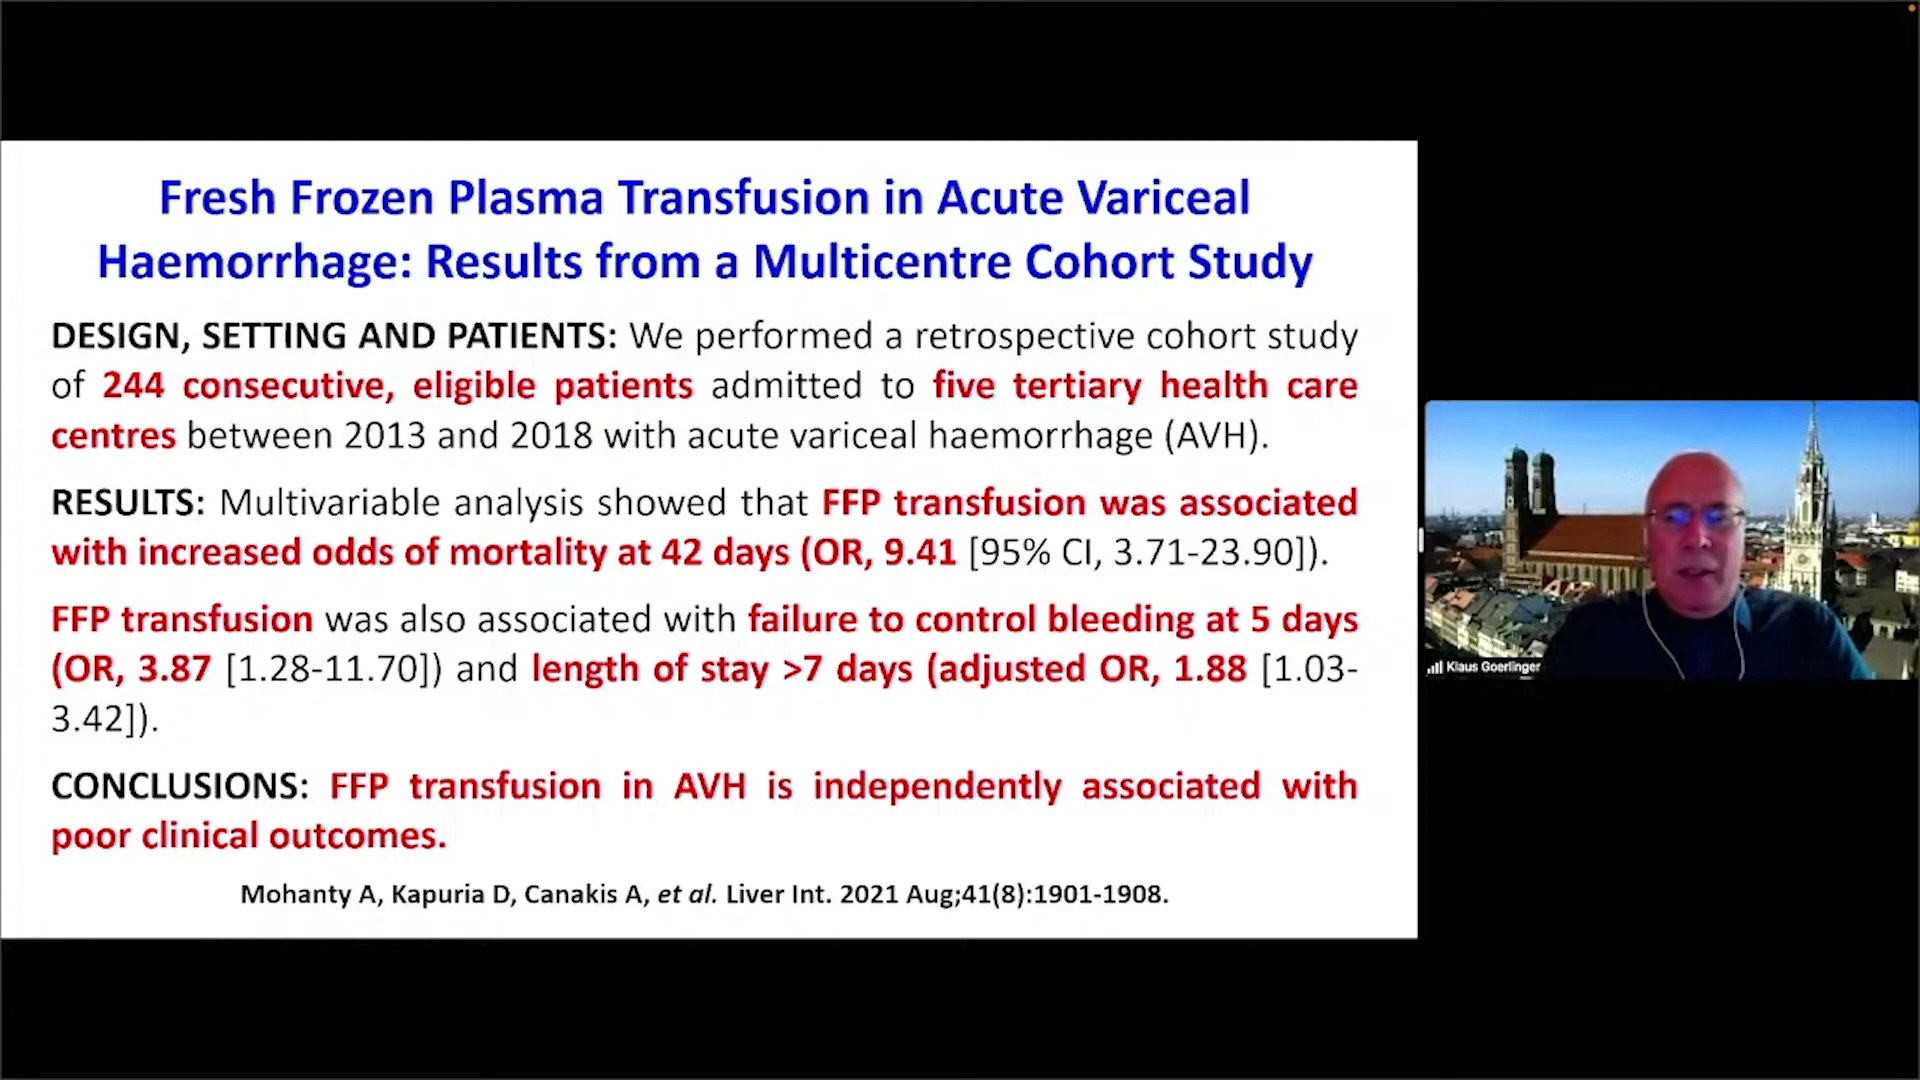 Fresh Frozen Plasma Transfusion in Acute Variceal
Haemorrhage: Results from a Multicentre Cohort Study
DESIGN, SETTING AND PATIENTS: We performed a retrospective cohort study
of 244 consecutive, eligible patients admitted to five tertiary health care
centres between 2013 and 2018 with acute variceal haemorrhage (AVH).
RESULTS: Multivariable analysis showed that FFP transfusion was associated
with increased odds of mortality at 42 days (OR, 9.41 [95% CI, 3.71-23.90]).
FFP transfusion was also associated with failure to control bleeding at 5 days
(OR, 3.87 [1.28-11.70]) and length of stay >7 days (adjusted OR, 1.88 [1.03-
3.42]).
CONCLUSIONS: FFP transfusion in AVH is independently associated with
poor clinical outcomes.
Mohanty A, Kapuria D, Canakis A, et al. Liver Int. 2021 Aug;41(8):1901-1908.
Klaus Goerlinger